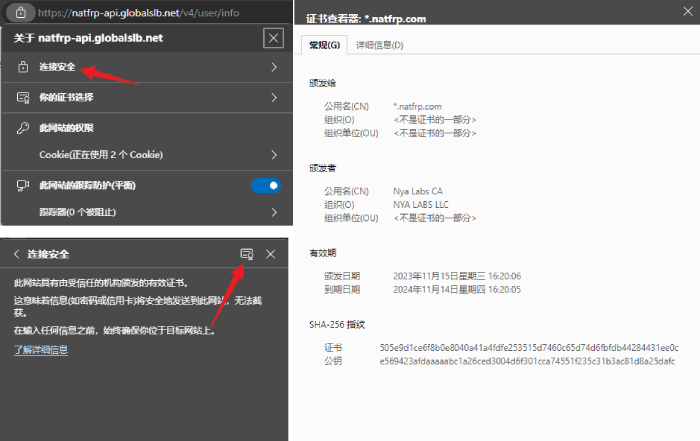 https://natfrp-api.globalslb.net/v4/user/info
关于 natfrp-api.globalslb.net
连接安全
你的证书选择
此网站的权限
Cookie(正在使用 2 个 Cookie)
此网站的跟踪防护(平衡)
跟踪器(0 个被阻止)
连接安全
此网站具有由受信任的机构颁发的有效证书。
这意味着信息(如密码或信用卡)将安全地发送到此网站，无法截
获。
在输入任何信息之前，始终确保你位于目标网站上。
了解详细信息
证书查看器: *.natfrp.com
常规(G)
详细信息(D)
颁发给
公用名(CN) *.natfrp.com
组织(O) <不是证书的一部分>
组织单位(OU) <不是证书的一部分>
颁发者
公用名(CN) Nya Labs CA
组织(O) NYA LABS LLC
组织单位(OU) <不是证书的一部分>
有效期
颁发日期 2023年11月15日星期三 16:20:06
到期日期 2024年11月14日星期四 16:20:05
SHA-256 指纹
证书 505e9d1ce6f8b0e8040a41a4fdfe253515d7460c65d74d6fbfdb44284431ee0c
公钥 e569423afdaaaaabc1a26ced3004d6f301cca74551f235c31b3ac81d8a25dafc